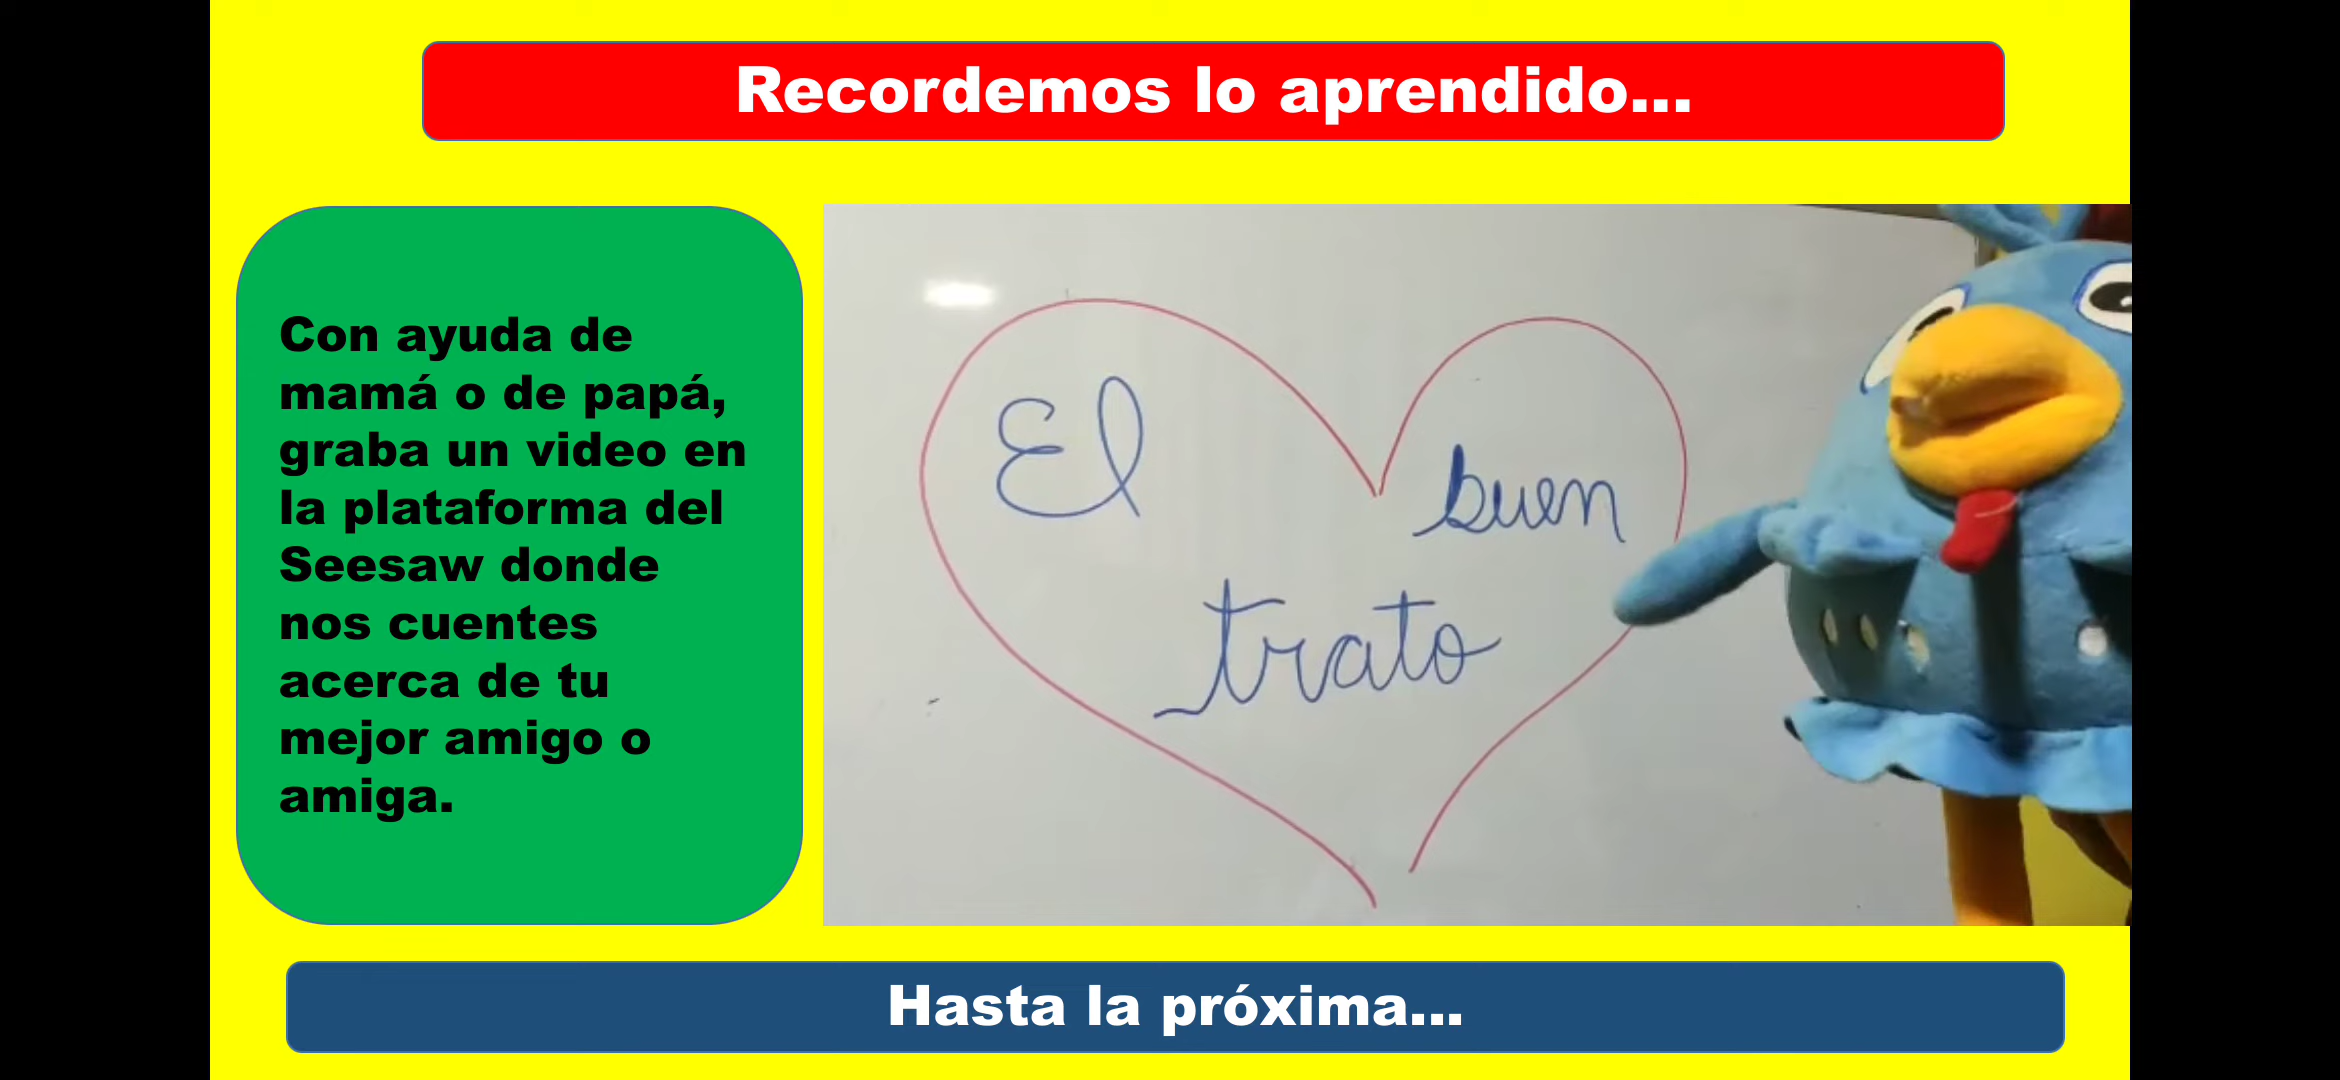 Recordemos lo aprendido...
Con ayuda de
mamá o de papá,
graba un video en
la plataforma del
Seesaw donde
nos cuentes
acerca de tu
mejor amigo o
amiga.
El buen
trato
Hasta la próxima...